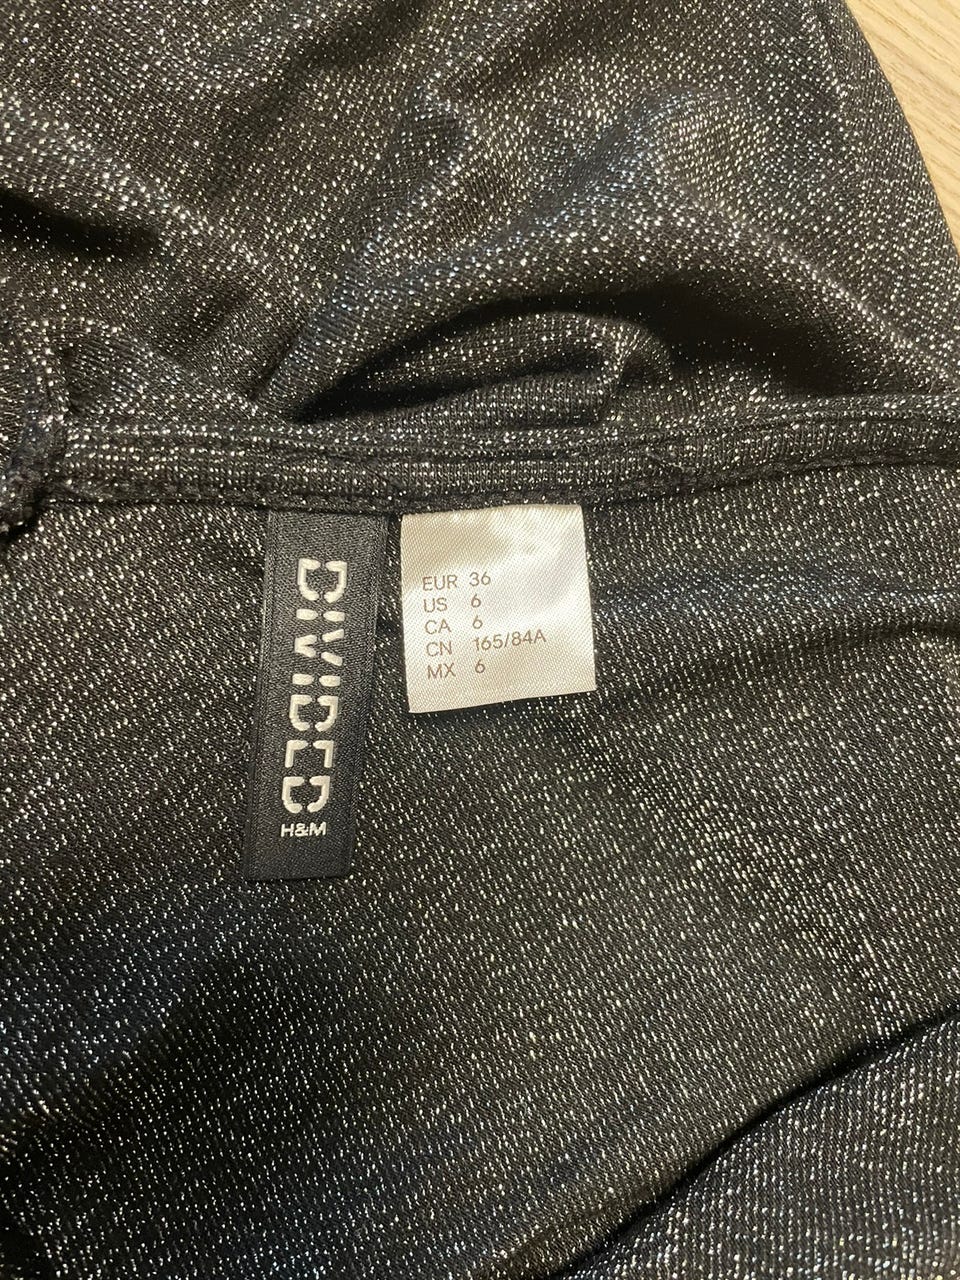 DIVIDED
H&M
EUR 36
US 6
CA 6
CN 165/84A
MX 6